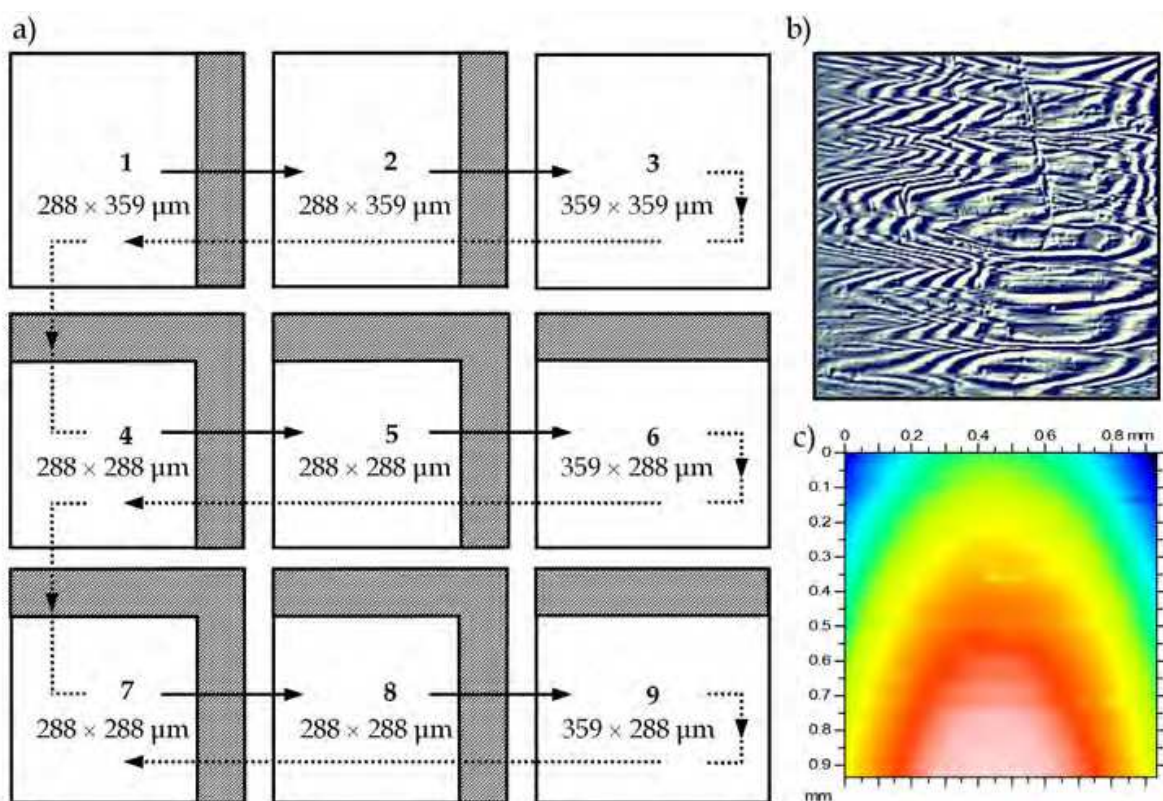 a)
1
288 × 359 µm
2
288 × 359 µm
3
359 × 359 µm
4
288 × 288 µm
5
288 × 288 µm
6
359 × 288 µm
7
288 × 288 µm
8
288 × 288 µm
9
359 × 288 µm
b)
c)
0 0.2 0.4 0.6 0.8 mm
0
0.1
0.2
0.3
0.4
0.5
0.6
0.7
0.8
0.9
mm